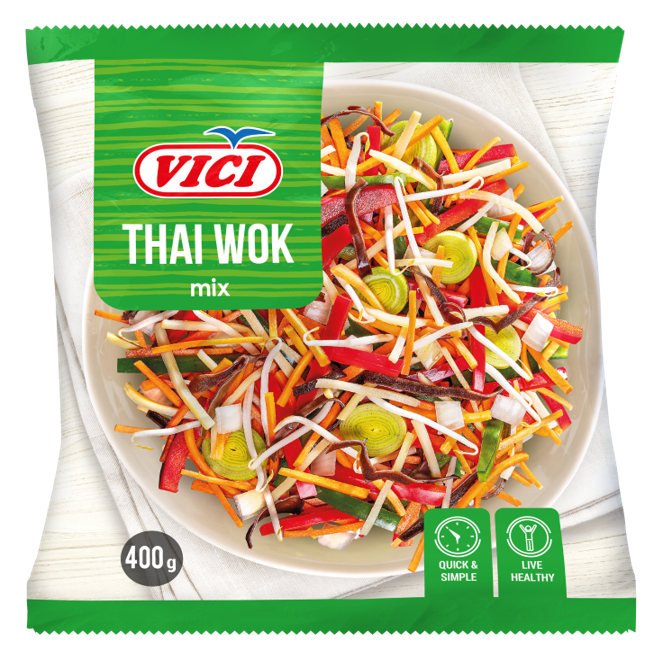 VICI
THAI WOK
mix
400g
QUICK &
SIMPLE
LIVE
HEALTHY